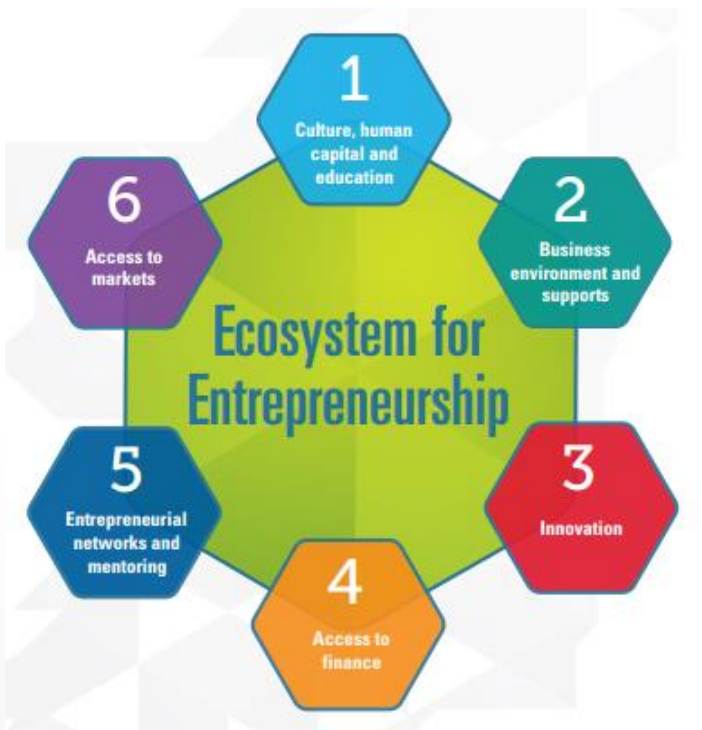 1
Culture, human
capital and
education
2
Business
environment and
supports
3
Innovation
4
Access to
finance
5
Entrepreneurial
networks and
mentoring
6
Access to
markets
Ecosystem for
Entrepreneurship